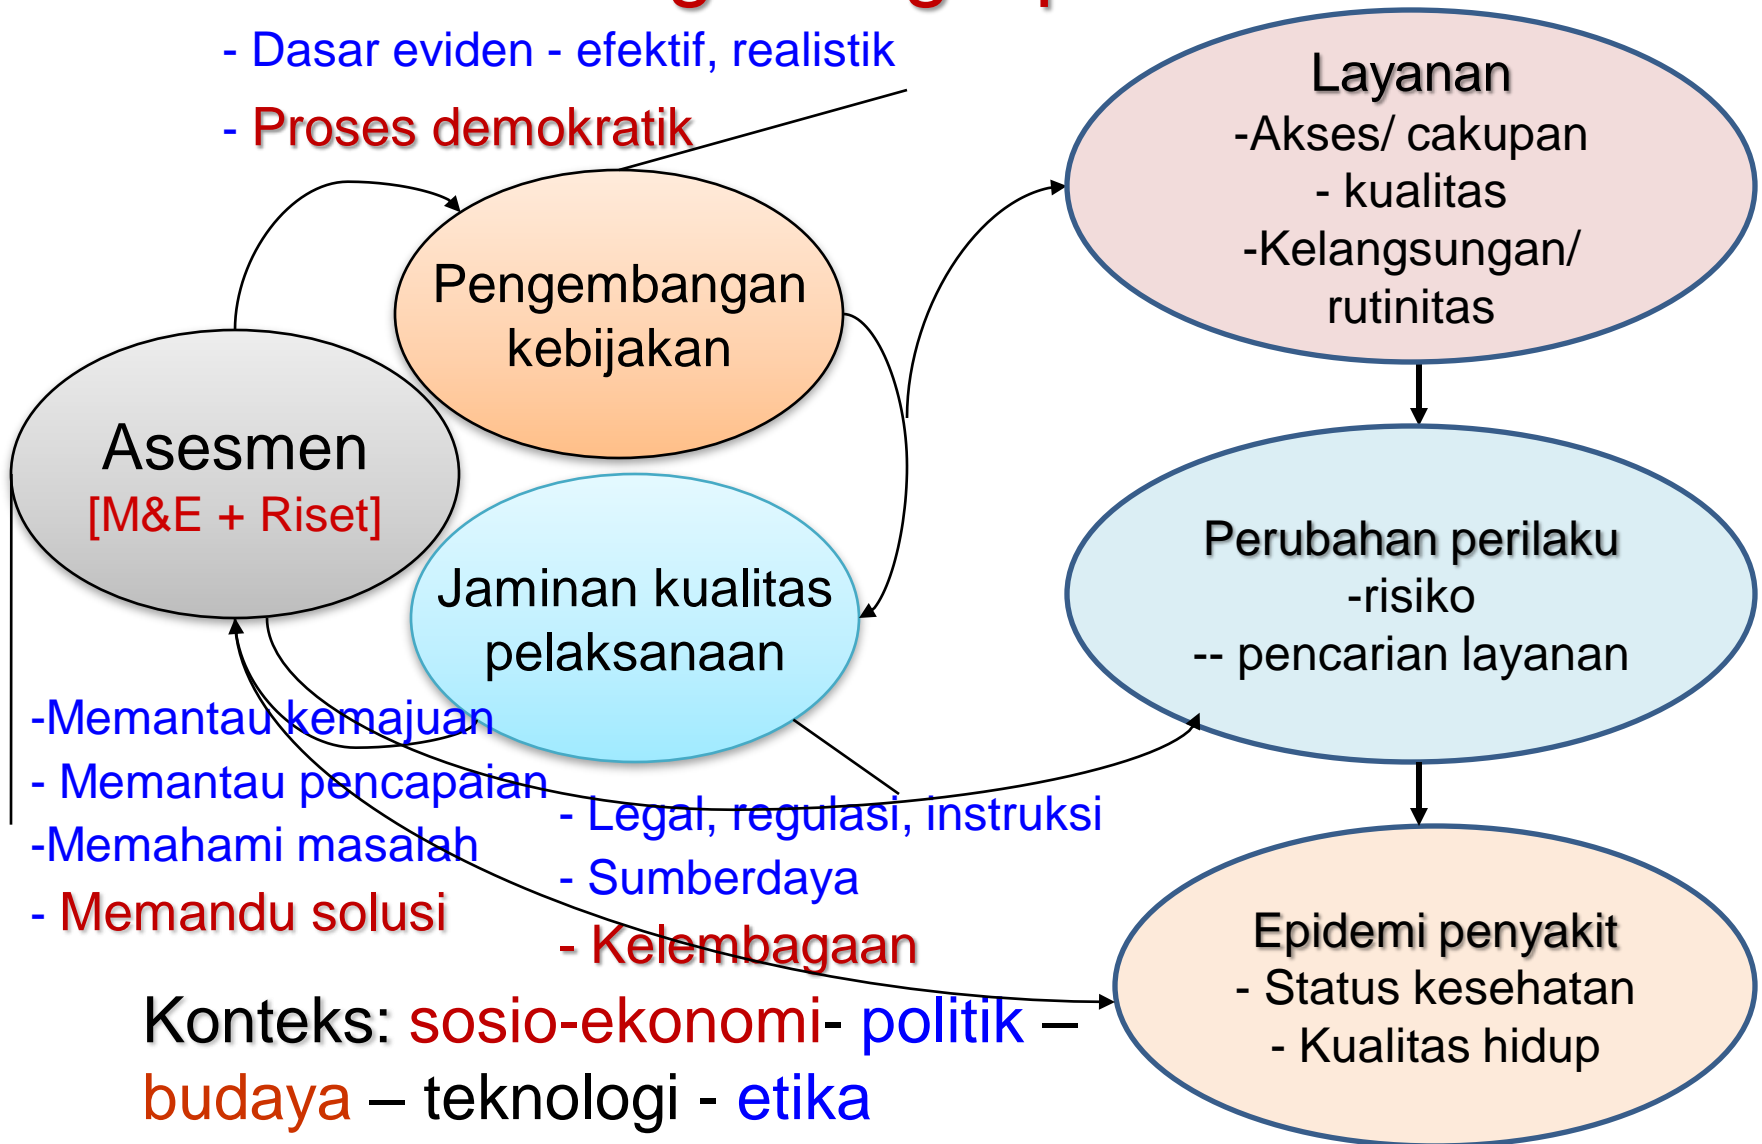 - Dasar eviden - efektif, realistik
- Proses demokratik
Layanan
-Akses/ cakupan
- kualitas
-Kelangsungan/
rutinitas
Pengembangan
kebijakan
Asesmen
[M&E + Riset]
Jaminan kualitas
pelaksanaan
Perubahan perilaku
-risiko
-- pencarian layanan
-Memantau kemajuan
- Memantau pencapaian
-Memahami masalah
- Memandu solusi
- Legal, regulasi, instruksi
- Sumberdaya
- Kelembagaan
Epidemi penyakit
- Status kesehatan
- Kualitas hidup
Konteks: sosio-ekonomi- politik –
budaya – teknologi - etika